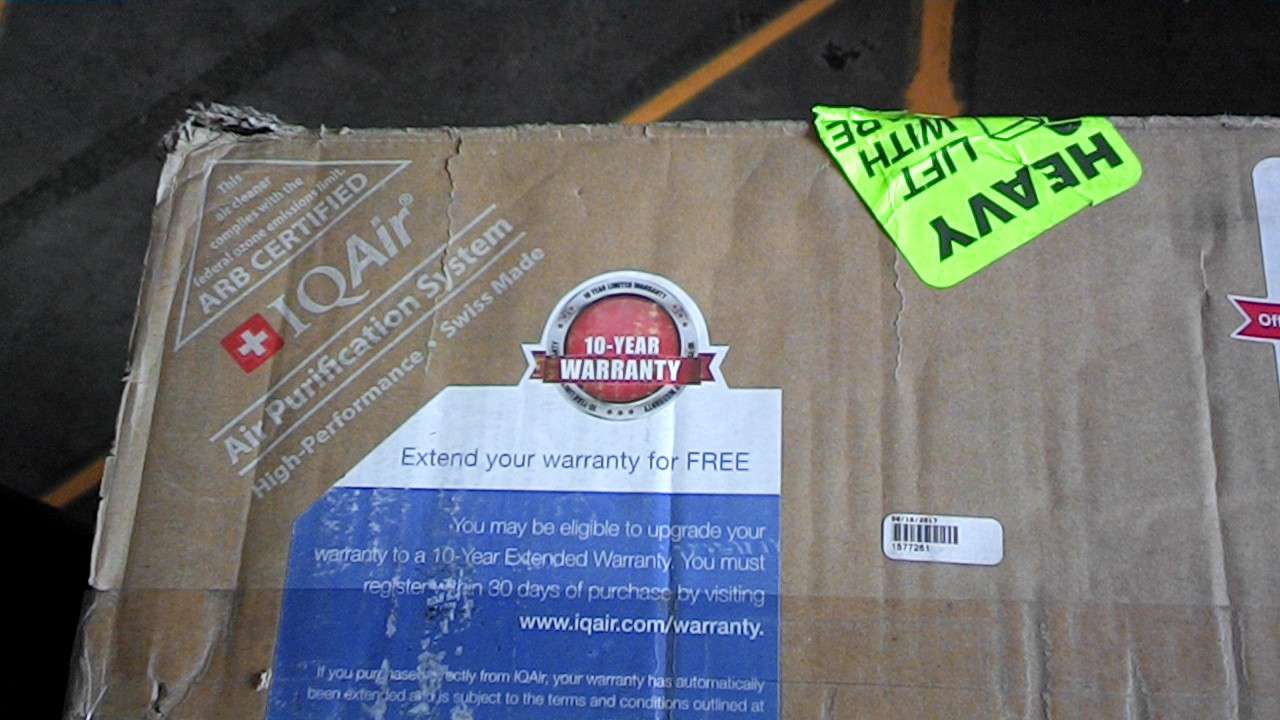 This
air cleaner
complies with the
federal ozone emissions limit.
ARB CERTIFIED
IQAir®
Air Purification System
High-Performance • Swiss Made
10 YEAR LIMITED WARRANTY
10-YEAR
WARRANTY
Extend your warranty for FREE
You may be eligible to upgrade your
warranty to a 10-Year Extended Warranty. You must
register within 30 days of purchase by visiting
www.iqair.com/warranty.
If you purchased directly from IQAir, your warranty has automatically
been extended and is subject to the terms and conditions outlined at
HEAVY
LIFT
WITH
1577261